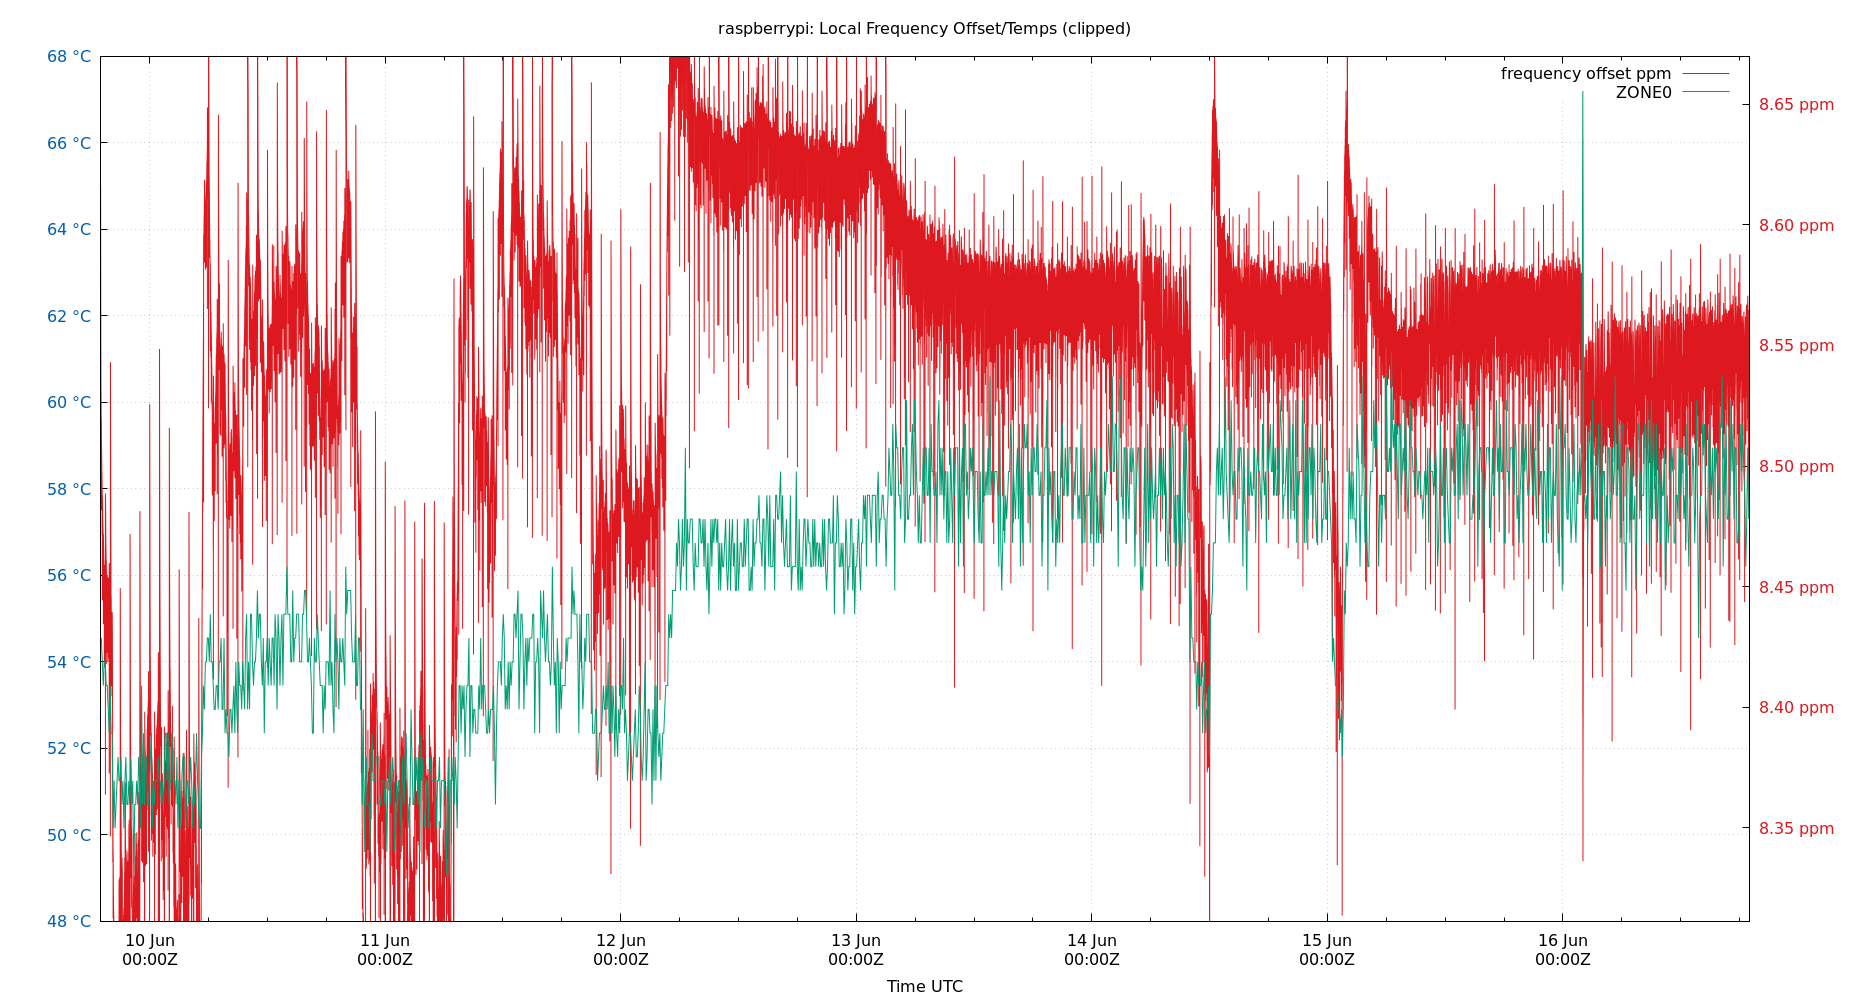 raspberrypi: Local Frequency Offset/Temps (clipped)
68 °C
66 °C
64 °C
62 °C
60 °C
58 °C
56 °C
54 °C
52 °C
50 °C
48 °C
frequency offset ppm
ZONE0
8.65 ppm
8.60 ppm
8.55 ppm
8.50 ppm
8.45 ppm
8.40 ppm
8.35 ppm
10 Jun
00:00Z
11 Jun
00:00Z
12 Jun
00:00Z
13 Jun
00:00Z
14 Jun
00:00Z
15 Jun
00:00Z
16 Jun
00:00Z
Time UTC